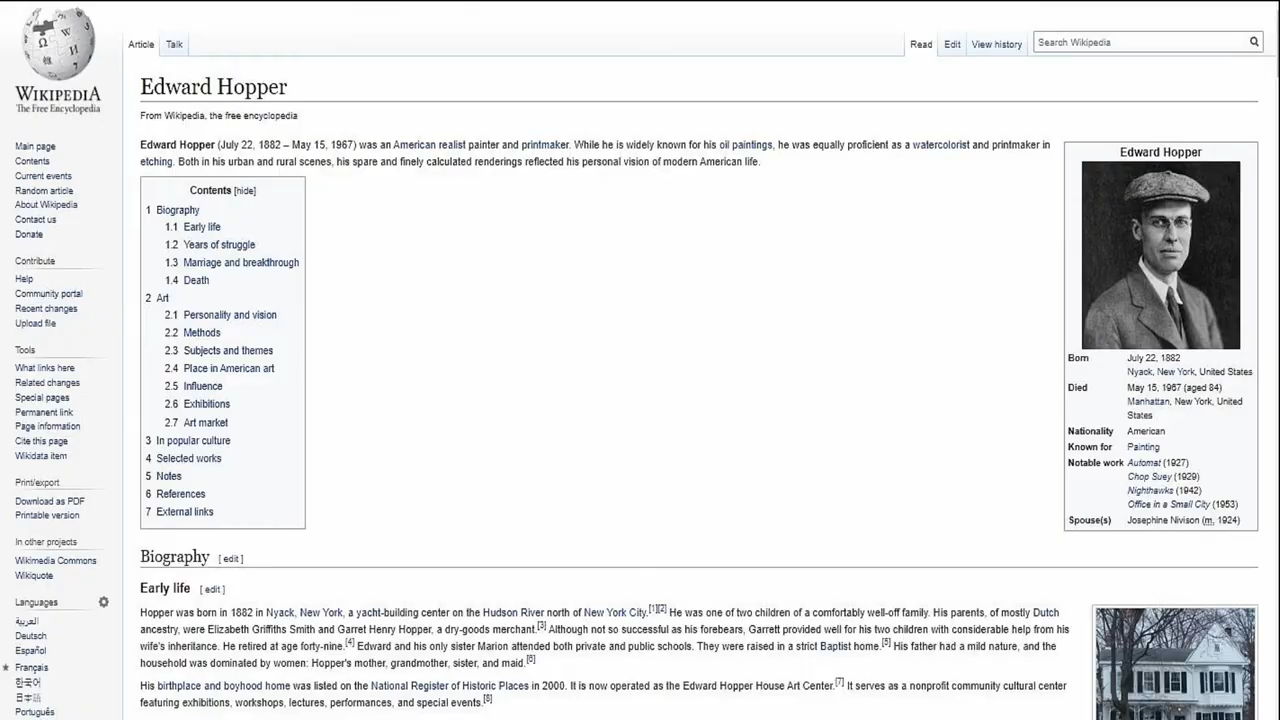 WIKIPEDIA
The Free Encyclopedia
Main page
Contents
Current events
Random article
About Wikipedia
Contact us
Donate
Contribute
Help
Community portal
Recent changes
Upload file
Tools
What links here
Related changes
Special pages
Permanent link
Page information
Cite this page
Wikidata item
Print/export
Download as PDF
Printable version
In other projects
Wikimedia Commons
Wikiquote
Languages
العربية
Deutsch
Español
Français
한국어
日本語
Português
Article Talk
Read Edit View history Search Wikipedia
Edward Hopper
From Wikipedia, the free encyclopedia
Edward Hopper (July 22, 1882 – May 15, 1967) was an American realist painter and printmaker. While he is widely known for his oil paintings, he was equally proficient as a watercolorist and printmaker in
etching. Both in his urban and rural scenes, his spare and finely calculated renderings reflected his personal vision of modern American life.
Contents [hide]
1 Biography
1.1 Early life
1.2 Years of struggle
1.3 Marriage and breakthrough
1.4 Death
2 Art
2.1 Personality and vision
2.2 Methods
2.3 Subjects and themes
2.4 Place in American art
2.5 Influence
2.6 Exhibitions
2.7 Art market
3 In popular culture
4 Selected works
5 Notes
6 References
7 External links
Edward Hopper
Born July 22, 1882
Nyack, New York, United States
Died May 15, 1967 (aged 84)
Manhattan, New York, United
States
Nationality American
Known for Painting
Notable work Automat (1927)
Chop Suey (1929)
Nighthawks (1942)
Office in a Small City (1953)
Spouse(s) Josephine Nivison (m. 1924)
Biography [ edit ]
Early life [ edit ]
Hopper was born in 1882 in Nyack, New York, a yacht-building center on the Hudson River north of New York City.[1][2] He was one of two children of a comfortably well-off family. His parents, of mostly Dutch
ancestry, were Elizabeth Griffiths Smith and Garret Henry Hopper, a dry-goods merchant.[3] Although not so successful as his forebears, Garrett provided well for his two children with considerable help from his
wife's inheritance. He retired at age forty-nine.[4] Edward and his only sister Marion attended both private and public schools. They were raised in a strict Baptist home.[5] His father had a mild nature, and the
household was dominated by women: Hopper's mother, grandmother, sister, and maid.[6]
His birthplace and boyhood home was listed on the National Register of Historic Places in 2000. It is now operated as the Edward Hopper House Art Center.[7] It serves as a nonprofit community cultural center
featuring exhibitions, workshops, lectures, performances, and special events.[8]